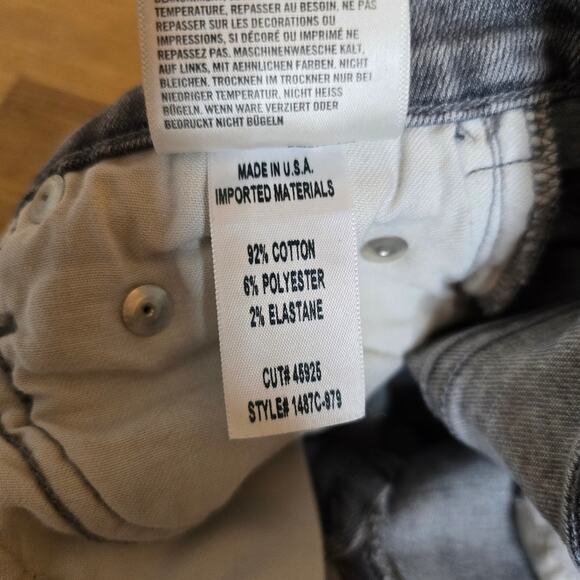 TEMPERATURE, REPASSER AU BESOIN, NE PAS
REPASSER SUR LES DECORATIONS OU
IMPRESSIONS, SI DÉCORÉ OU IMPRIMÉ NE
REPASSEZ PAS. MASCHINENWAESCHE KALT,
AUF LINKS, MIT AEHNLICHEN FARBEN. NICHT
BLEICHEN. TROCKNEN IM TROCKNER NUR BEI
NIEDRIGER TEMPERATUR. NICHT HEISS
BÜGELN. WENN WARE VERZIERT ODER
BEDRUCKT NICHT BÜGELN
MADE IN U.S.A.
IMPORTED MATERIALS
92% COTTON
6% POLYESTER
2% ELASTANE
CUT# 45925
STYLE# 1487C-979